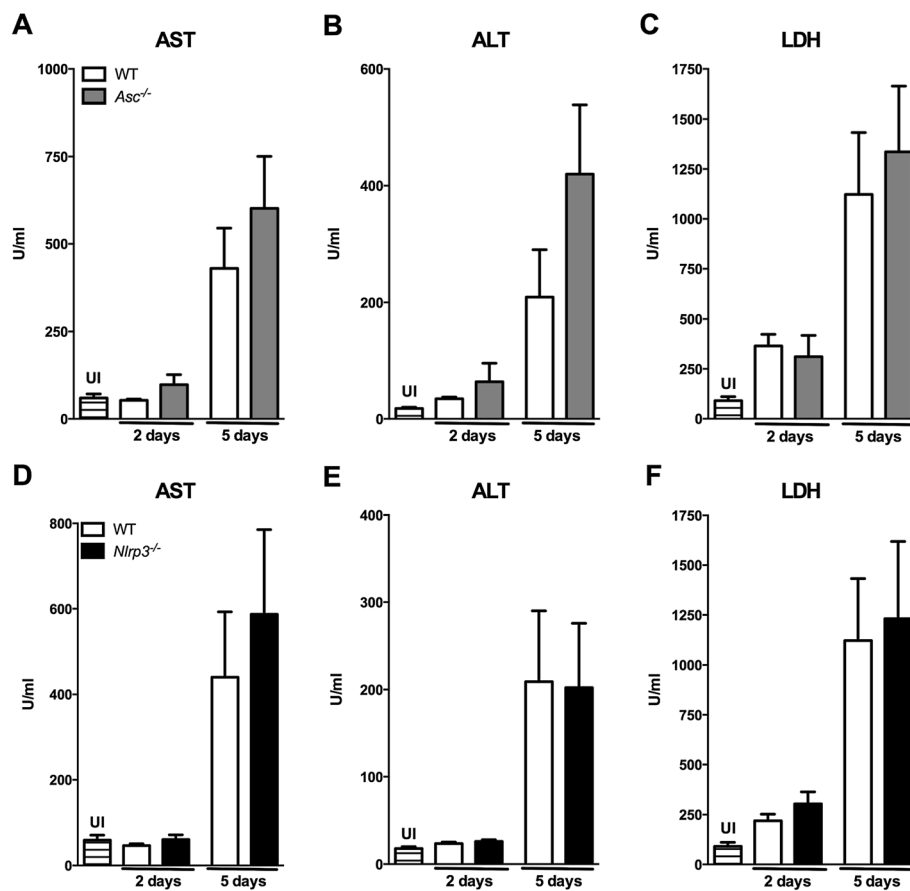 A
AST
U/ml
1000
750
500
250
0
WT
Asc-/-
UI
2 days
5 days
B
ALT
U/ml
600
400
200
0
UI
2 days
5 days
C
LDH
U/ml
1750
1500
1250
1000
750
500
250
0
UI
2 days
5 days
D
AST
U/ml
800
600
400
200
0
WT
Nlrp3-/-
UI
2 days
5 days
E
ALT
U/ml
400
300
200
100
0
UI
2 days
5 days
F
LDH
U/ml
1750
1500
1250
1000
750
500
250
0
UI
2 days
5 days